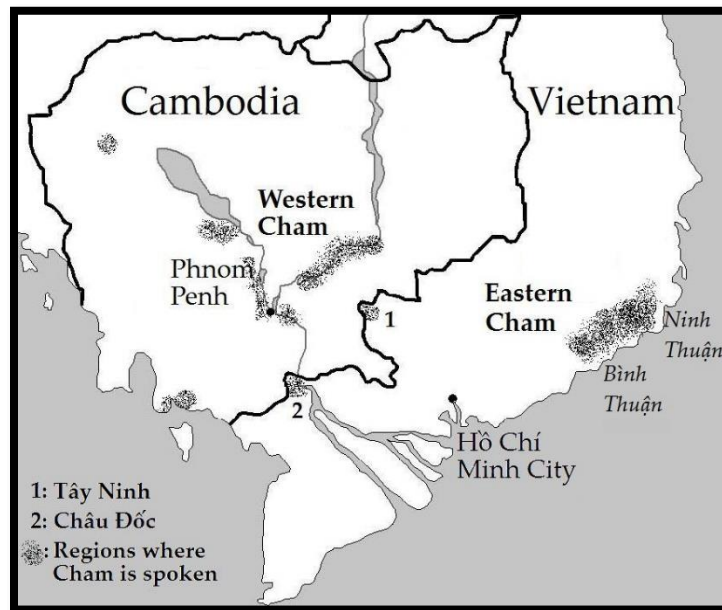 Cambodia
Vietnam
Western
Cham
Phnom
Penh
1
Eastern
Cham
Ninh
Thuận
Bình
Thuận
2
Hồ Chí
Minh City
1: Tây Ninh
2: Châu Đốc
: Regions where
Cham is spoken